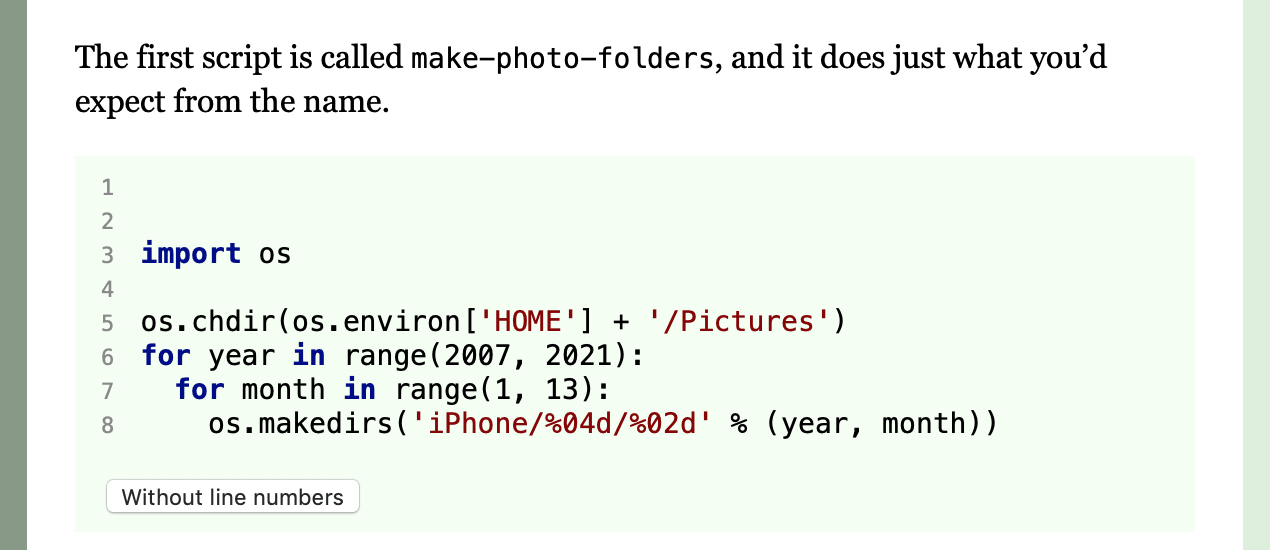 The first script is called make-photo-folders, and it does just what you’d
expect from the name.
1
2
3 import os
4
5 os.chdir(os.environ['HOME'] + '/Pictures')
6 for year in range(2007, 2021):
7   for month in range(1, 13):
8     os.makedirs('iPhone/%04d/%02d' % (year, month))
Without line numbers